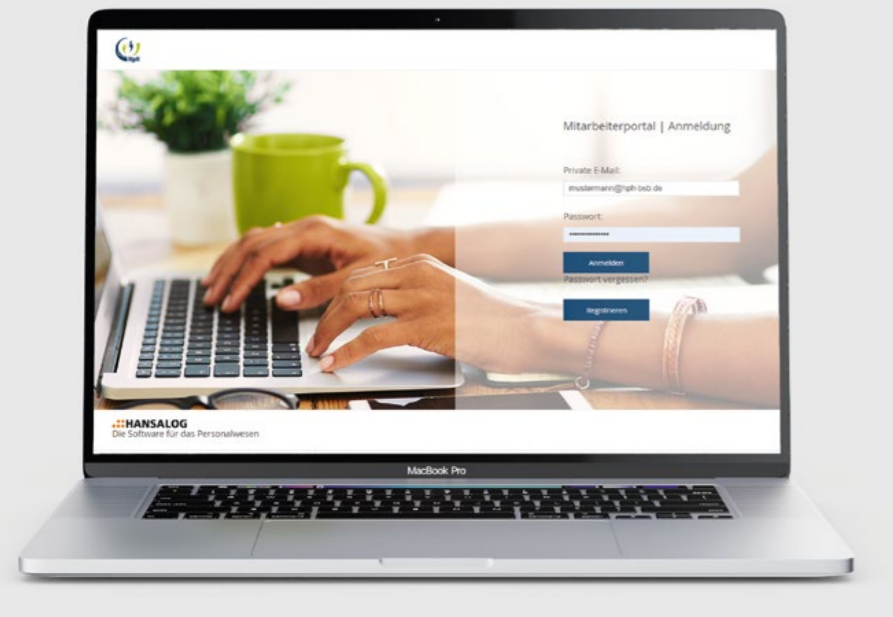 HpH
Mitarbeiterportal | Anmeldung
Private E-Mail:
mustermann@hph-bsb.de
Passwort:
Anmelden
Passwort vergessen?
Registrieren
HANSALOG
Die Software für das Personalwesen
MacBook Pro